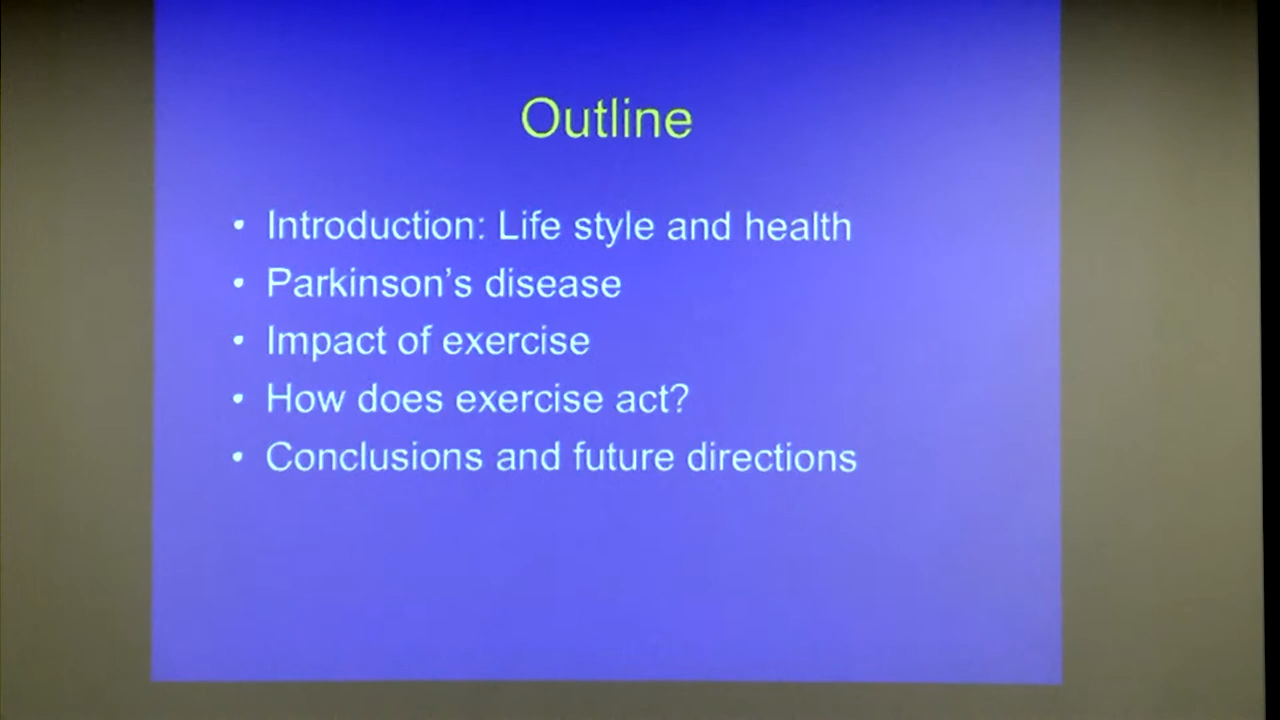 Outline
• Introduction: Life style and health
• Parkinson's disease
• Impact of exercise
• How does exercise act?
• Conclusions and future directions